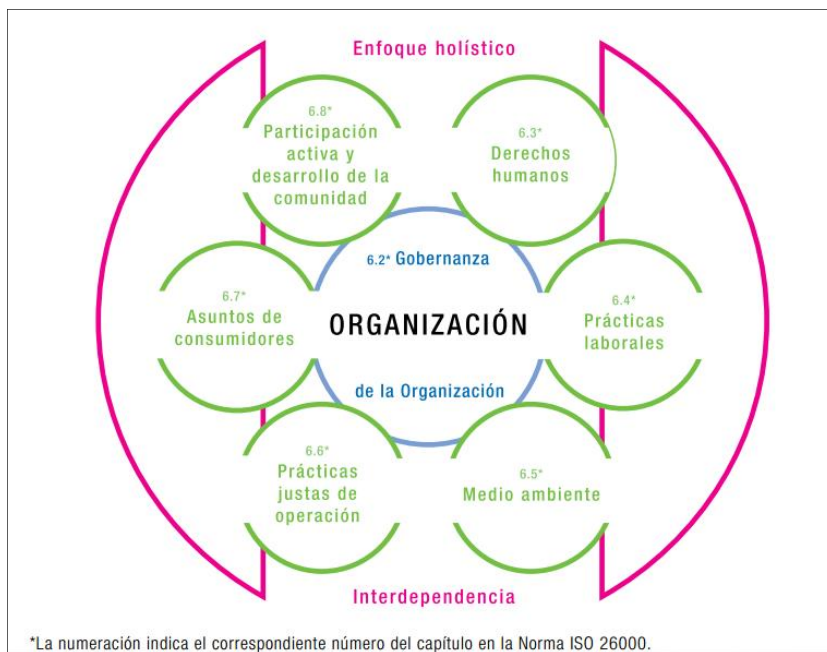 Enfoque holístico
6.8*
Participación
activa y
desarrollo de la
comunidad
6.3*
Derechos
humanos
6.2* Gobernanza
6.7*
Asuntos de
consumidores
ORGANIZACIÓN
6.4*
Prácticas
laborales
de la Organización
6.6*
Prácticas
justas de
operación
6.5*
Medio ambiente
Interdependencia
*La numeración indica el correspondiente número del capítulo en la Norma ISO 26000.